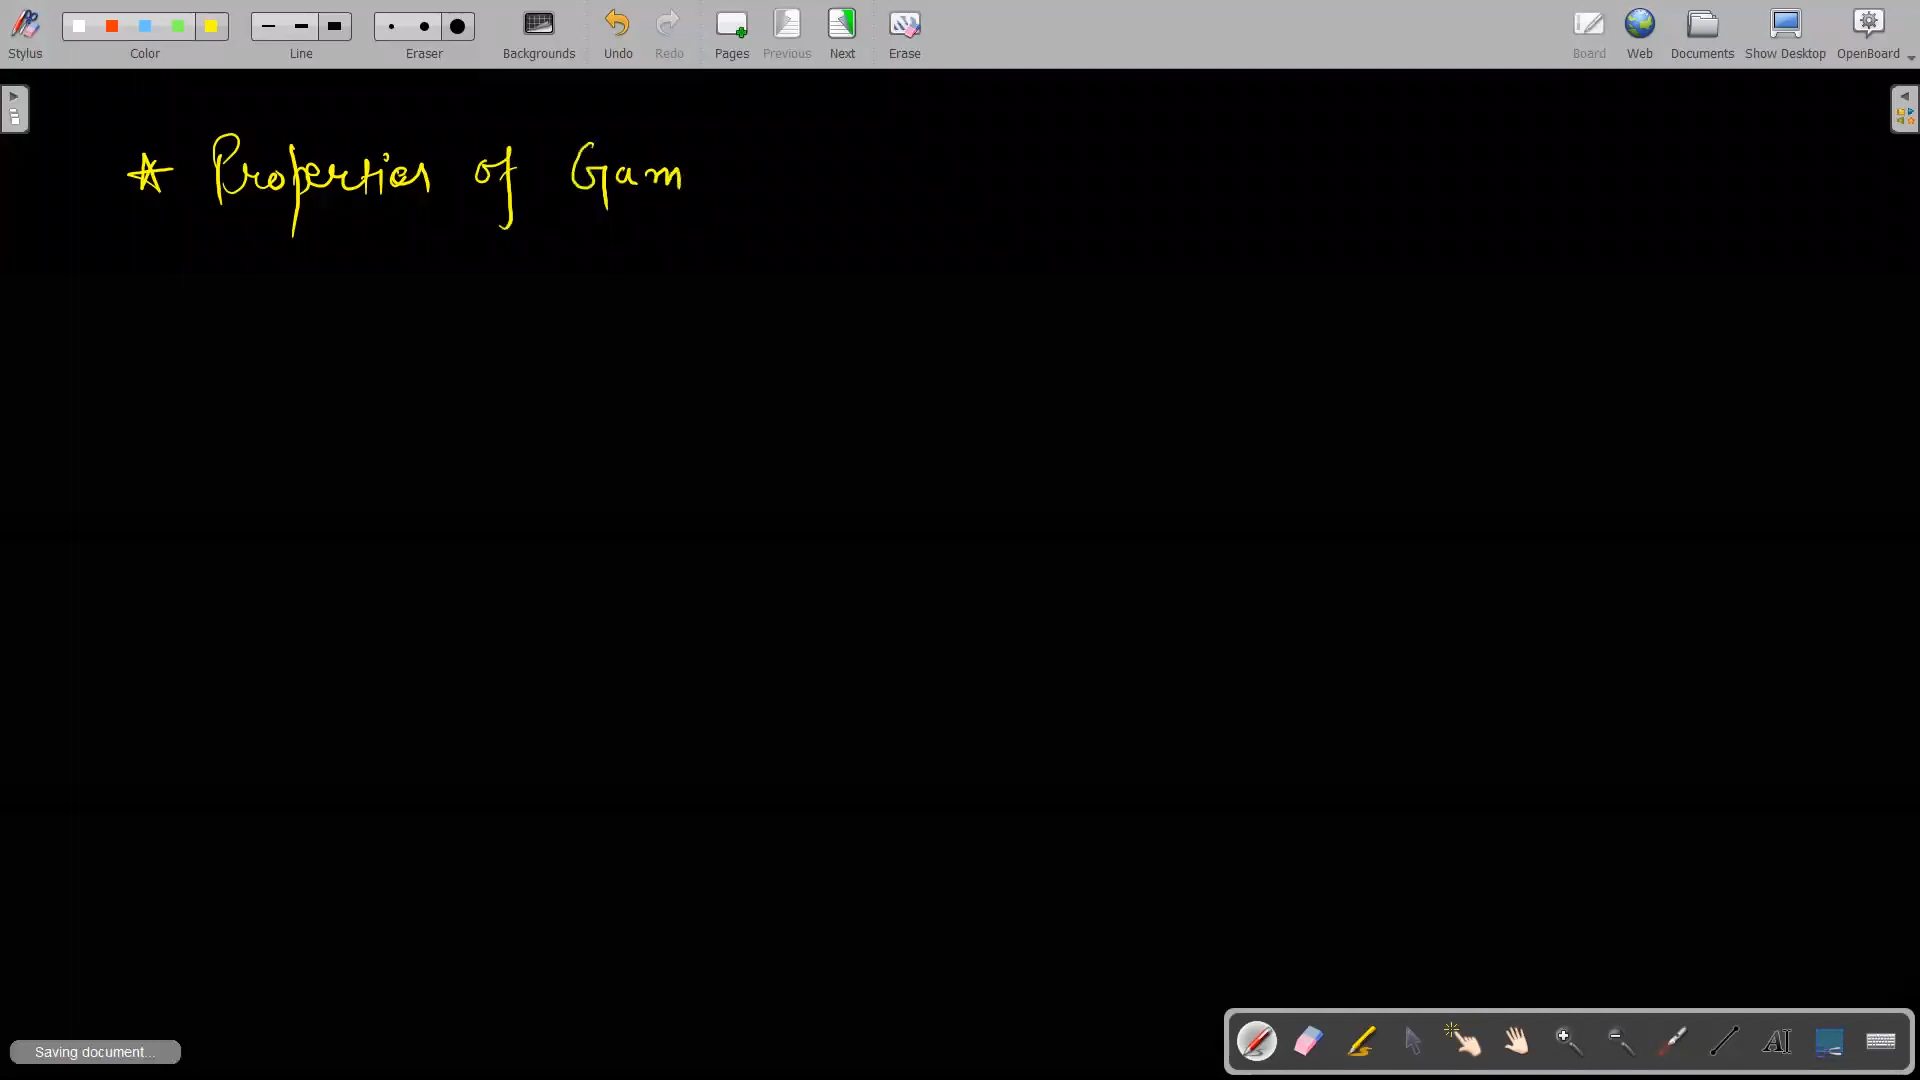 Stylus Color Line Eraser Backgrounds Undo Redo Pages Previous Next Erase Board Web Documents Show Desktop OpenBoard
* Properties of Gam
Saving document...
AI